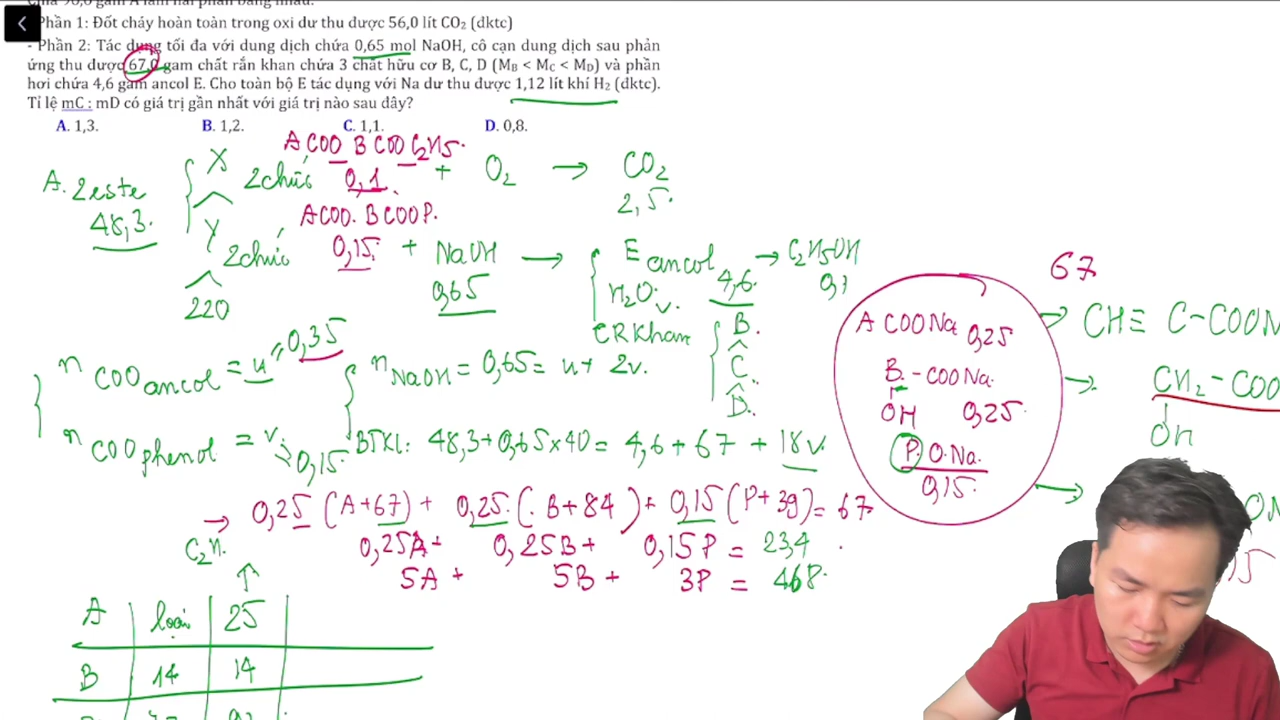 Phần 1: Đốt cháy hoàn toàn trong oxi dư thu được 56,0 lít CO₂ (đktc)
- Phần 2: Tác dụng tối đa với dung dịch chứa 0,65 mol NaOH, cô cạn dung dịch sau phản
ứng thu được 67,0 gam chất rắn khan chứa 3 chất hữu cơ B, C, D (M_B < M_C < M_D) và phần
hơi chứa 4,6 gam ancol E. Cho toàn bộ E tác dụng với Na dư thu được 1,12 lít khí H₂ (đktc).
Tỉ lệ mC : mD có giá trị gần nhất với giá trị nào sau đây?
A. 1,3. B. 1,2. C. 1,1. D. 0,8.
A COO B COO C₂H₅.
A. 2este X 2chức 0,1 + O₂ → CO₂
48,3. 2,5.
A COO. B COOP.
Y 2chức 0,15 + NaOH → E ancol → C₂H₅OH
220 0,65 H₂O v. 4,6
CRKhan B. C. D.
67
A COONa 0,25 → CH≡C-COO
B.-COONa → CH₂-COO
OH 0,25 OH
P.O.Na.
0,15
n COO ancol = u = 0,35 n NaOH = 0,65 = u + 2v.
n COO phenol = v = 0,15 BTKL: 48,3 + 0,65 x 40 = 4,6 + 67 + 18v
→ 0,25 (A+67) + 0,25 (B+84) + 0,15 (P+39) = 67
C₂H. 0,25A + 0,25B + 0,15P = 23,4
5A + 5B + 3P = 468.
A loại 25
B 14 14